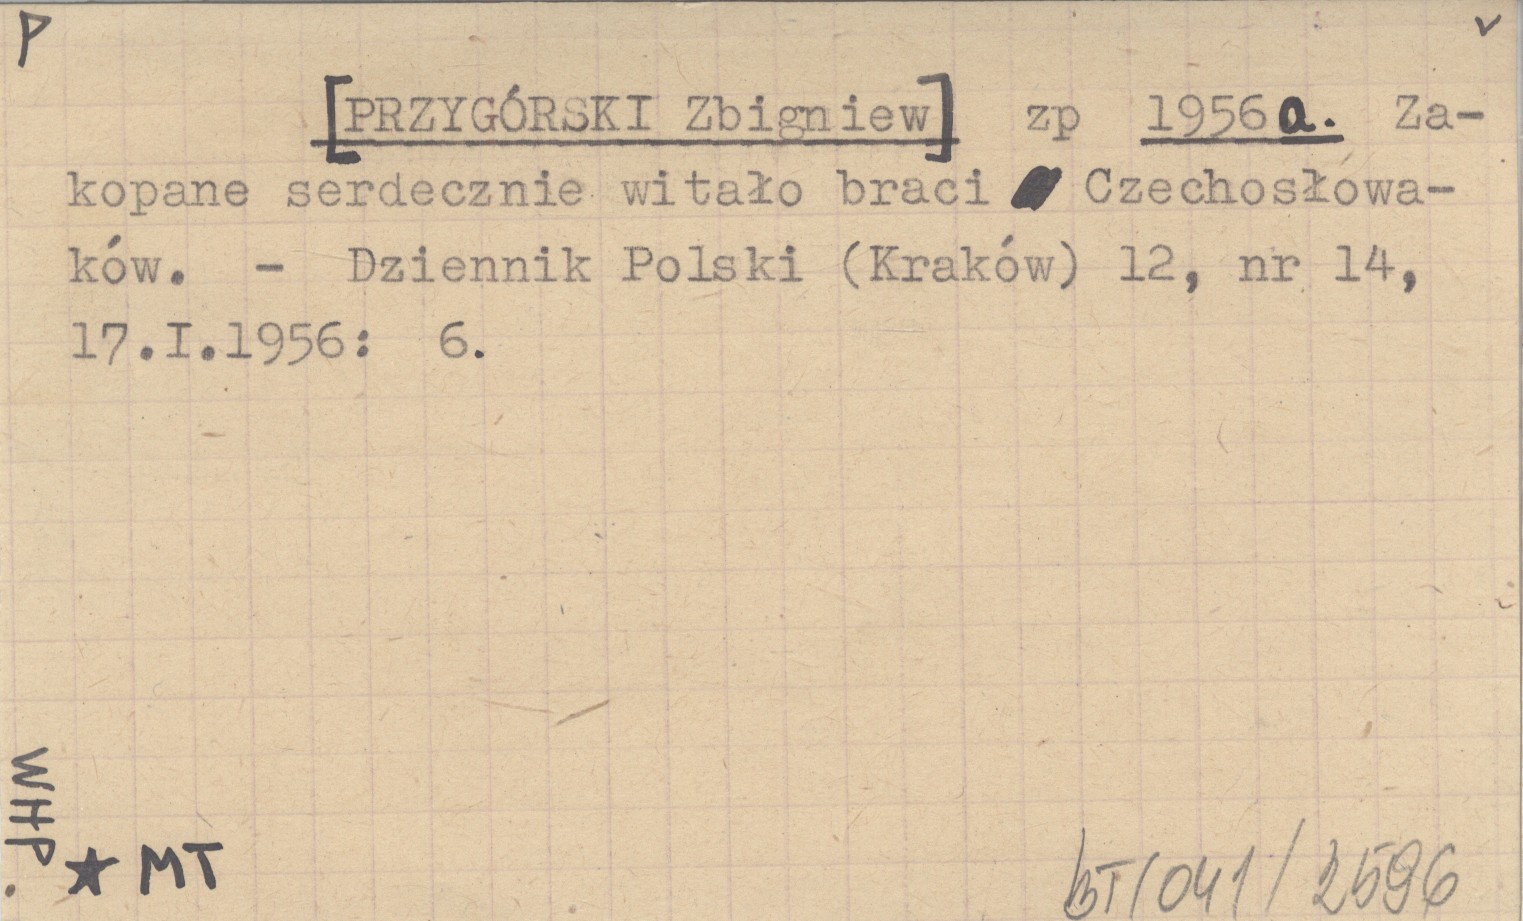 P v
[PRZYGÓRSKI Zbigniew] zp 1956a. Za-
kopane serdecznie witało braci Czechosłowa-
ków. - Dziennik Polski (Kraków) 12, nr 14,
17.I.1956: 6.
WHP.
★ MT
BT/041/2596